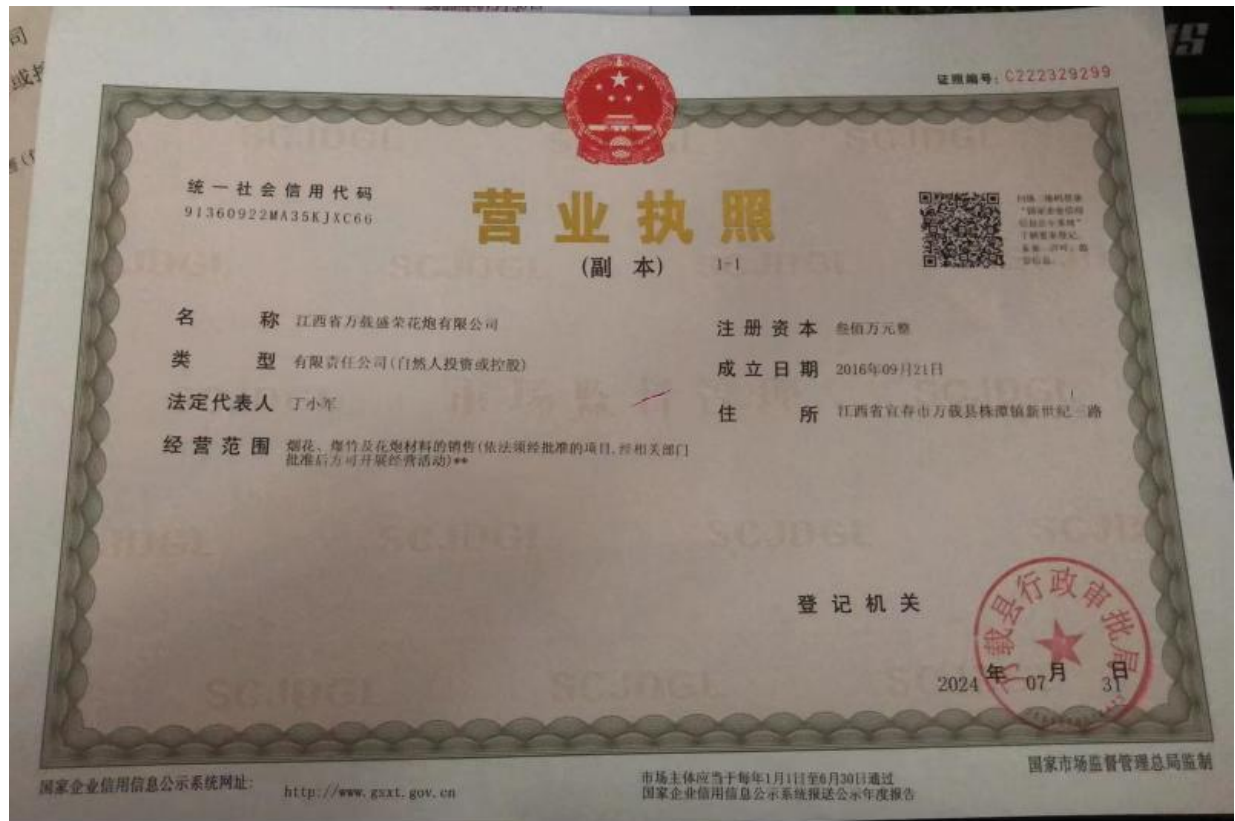 司
证照编号: C222329299
统一社会信用代码
91360922MA35KJXC66
营业执照
(副 本) 1-1
名 称 江西省万载盛荣花炮有限公司
类 型 有限责任公司(自然人投资或控股)
法定代表人 丁小军
经营范围 烟花、爆竹及花炮材料的销售(依法须经批准的项目,经相关部门
批准后方可开展经营活动)**
注册资本 叁佰万元整
成立日期 2016年09月21日
住 所 江西省宜春市万载县株潭镇新世纪一路
登记机关
万载县行政审批局
2024 年 07 月 31 日
国家企业信用信息公示系统网址: http://www.gsxt.gov.cn
市场主体应当于每年1月1日至6月30日通过
国家企业信用信息公示系统报送公示年度报告
国家市场监督管理总局监制